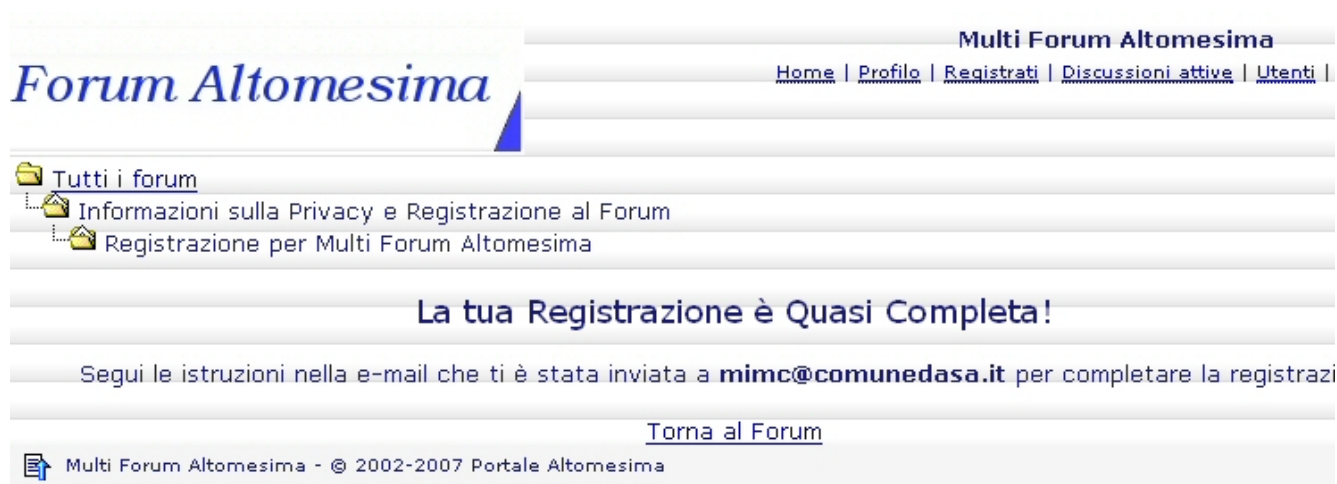 Forum Altomesima
Multi Forum Altomesima
Home | Profilo | Registrati | Discussioni attive | Utenti |
Tutti i forum
Informazioni sulla Privacy e Registrazione al Forum
Registrazione per Multi Forum Altomesima
La tua Registrazione è Quasi Completa!
Segui le istruzioni nella e-mail che ti è stata inviata a mimc@comunedasa.it per completare la registrazi
Torna al Forum
Multi Forum Altomesima - © 2002-2007 Portale Altomesima